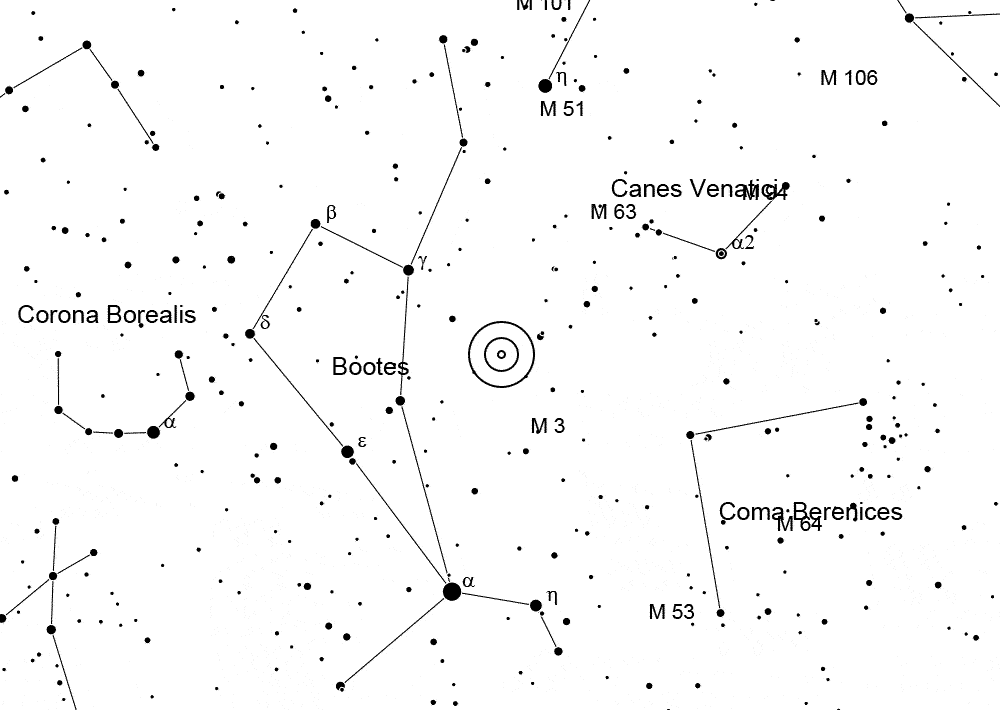 M 101
η
M 51
M 106
Canes Venatici
M 94
M 63
α2
β
γ
Corona Borealis
δ
Bootes
α
ε
M 3
Coma Berenices
M 64
α
η
M 53